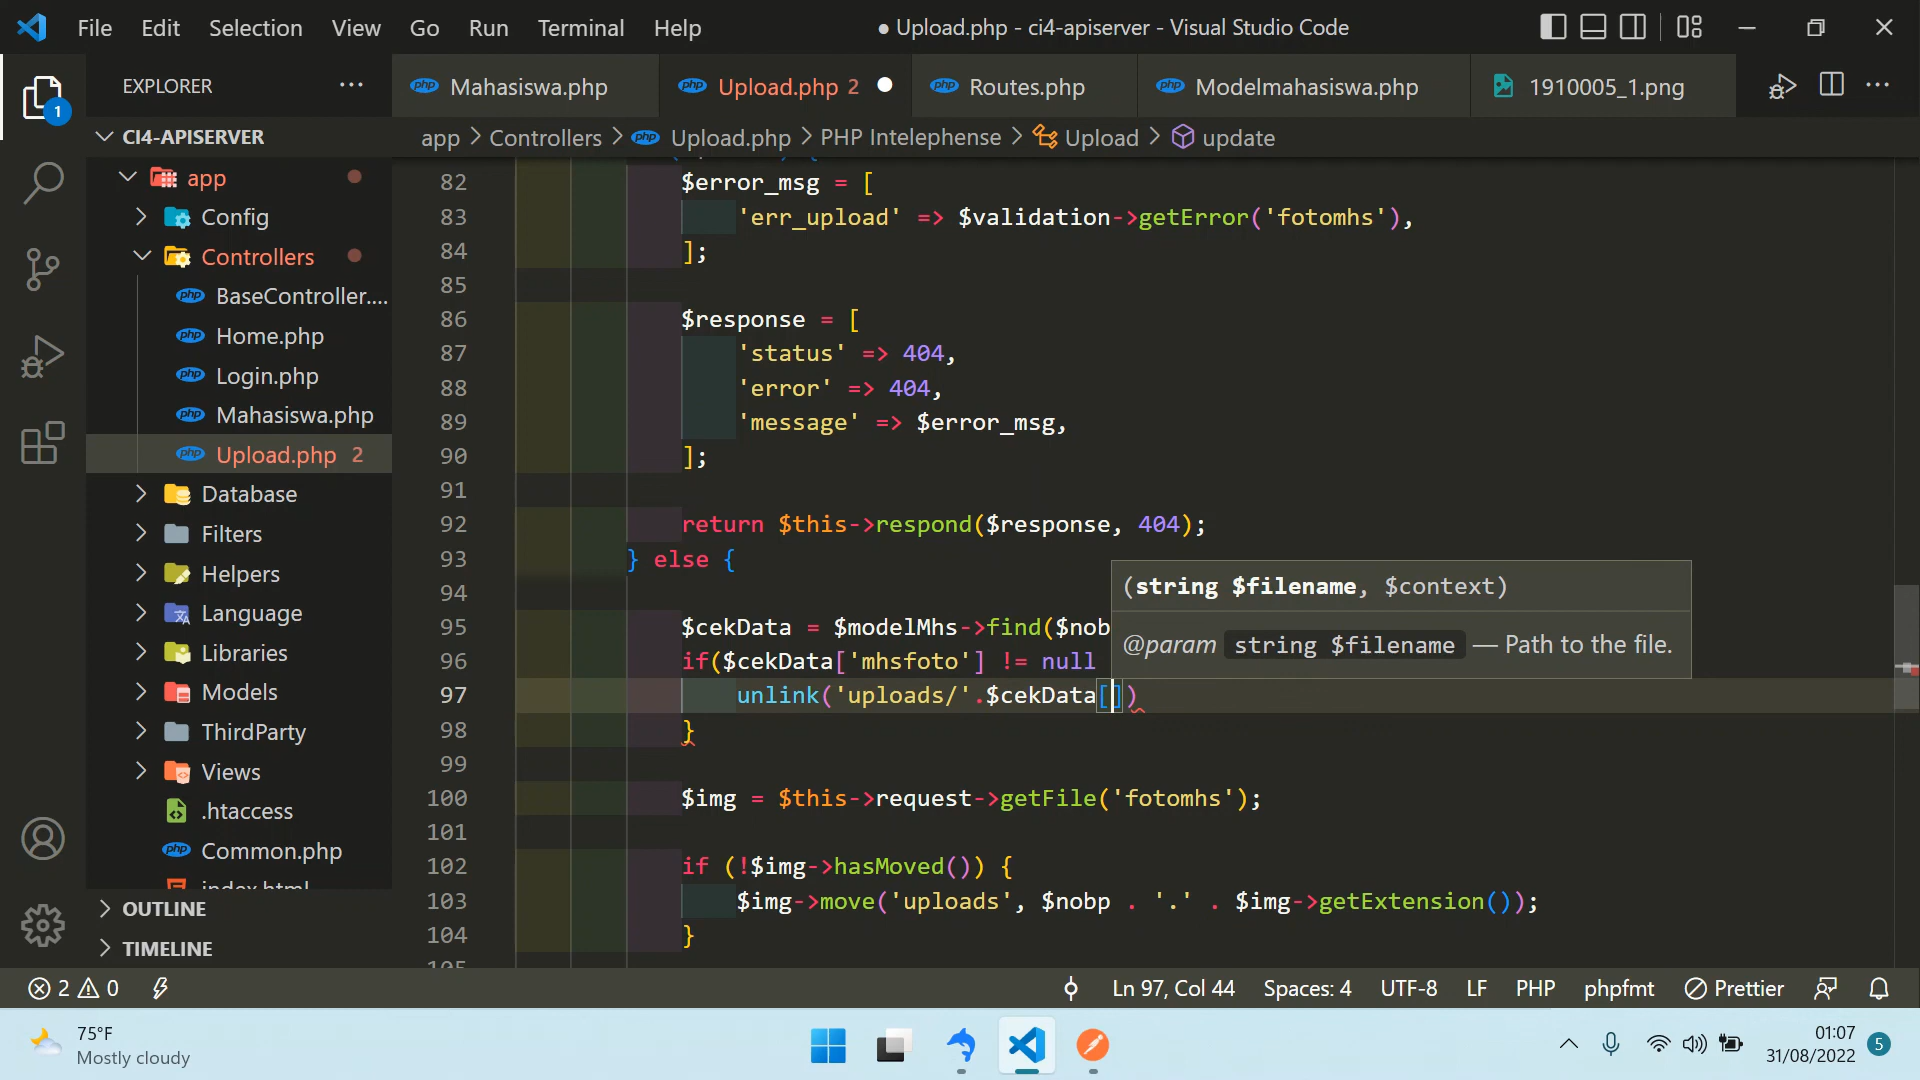 File Edit Selection View Go Run Terminal Help
● Upload.php - ci4-apiserver - Visual Studio Code
EXPLORER
Mahasiswa.php
Upload.php 2
Routes.php
Modelmahasiswa.php
1910005_1.png
1
CI4-APISERVER
app > Controllers > Upload.php > PHP Intelephense > Upload > update
app
Config
Controllers
BaseController....
Home.php
Login.php
Mahasiswa.php
Upload.php 2
Database
Filters
Helpers
Language
Libraries
Models
ThirdParty
Views
.htaccess
Common.php
index.html
OUTLINE
TIMELINE
82 $error_msg = [
83 'err_upload' => $validation->getError('fotomhs'),
84 ];
85
86 $response = [
87 'status' => 404,
88 'error' => 404,
89 'message' => $error_msg,
90 ];
91
92 return $this->respond($response, 404);
93 } else {
94
95 $cekData = $modelMhs->find($nob
96 if($cekData['mhsfoto'] != null
97 unlink('uploads/'.$cekData[])
98 }
99
100 $img = $this->request->getFile('fotomhs');
101
102 if (!$img->hasMoved()) {
103 $img->move('uploads', $nobp . '.' . $img->getExtension());
104 }
105
(string $filename, $context)
@param string $filename — Path to the file.
2 0
Ln 97, Col 44 Spaces: 4 UTF-8 LF PHP phpfmt Prettier
75°F
Mostly cloudy
01:07
31/08/2022
5